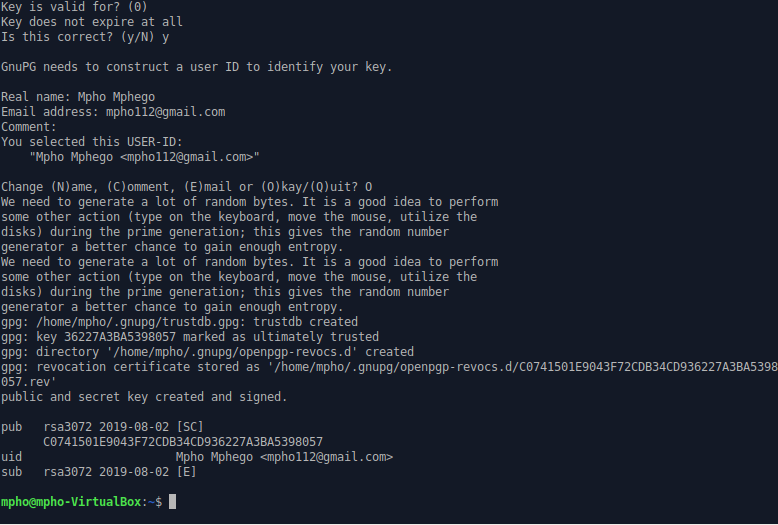 Key is valid for? (0)
Key does not expire at all
Is this correct? (y/N) y
GnuPG needs to construct a user ID to identify your key.
Real name: Mpho Mphego
Email address: mpho112@gmail.com
Comment:
You selected this USER-ID:
    "Mpho Mphego <mpho112@gmail.com>"
Change (N)ame, (C)omment, (E)mail or (O)kay/(Q)uit? O
We need to generate a lot of random bytes. It is a good idea to perform
some other action (type on the keyboard, move the mouse, utilize the
disks) during the prime generation; this gives the random number
generator a better chance to gain enough entropy.
We need to generate a lot of random bytes. It is a good idea to perform
some other action (type on the keyboard, move the mouse, utilize the
disks) during the prime generation; this gives the random number
generator a better chance to gain enough entropy.
gpg: /home/mpho/.gnupg/trustdb.gpg: trustdb created
gpg: key 36227A3BA5398057 marked as ultimately trusted
gpg: directory '/home/mpho/.gnupg/openpgp-revocs.d' created
gpg: revocation certificate stored as '/home/mpho/.gnupg/openpgp-revocs.d/C0741501E9043F72CDB34CD936227A3BA5398
057.rev'
public and secret key created and signed.
pub   rsa3072 2019-08-02 [SC]
      C0741501E9043F72CDB34CD936227A3BA5398057
uid                      Mpho Mphego <mpho112@gmail.com>
sub   rsa3072 2019-08-02 [E]
mpho@mpho-VirtualBox:~$